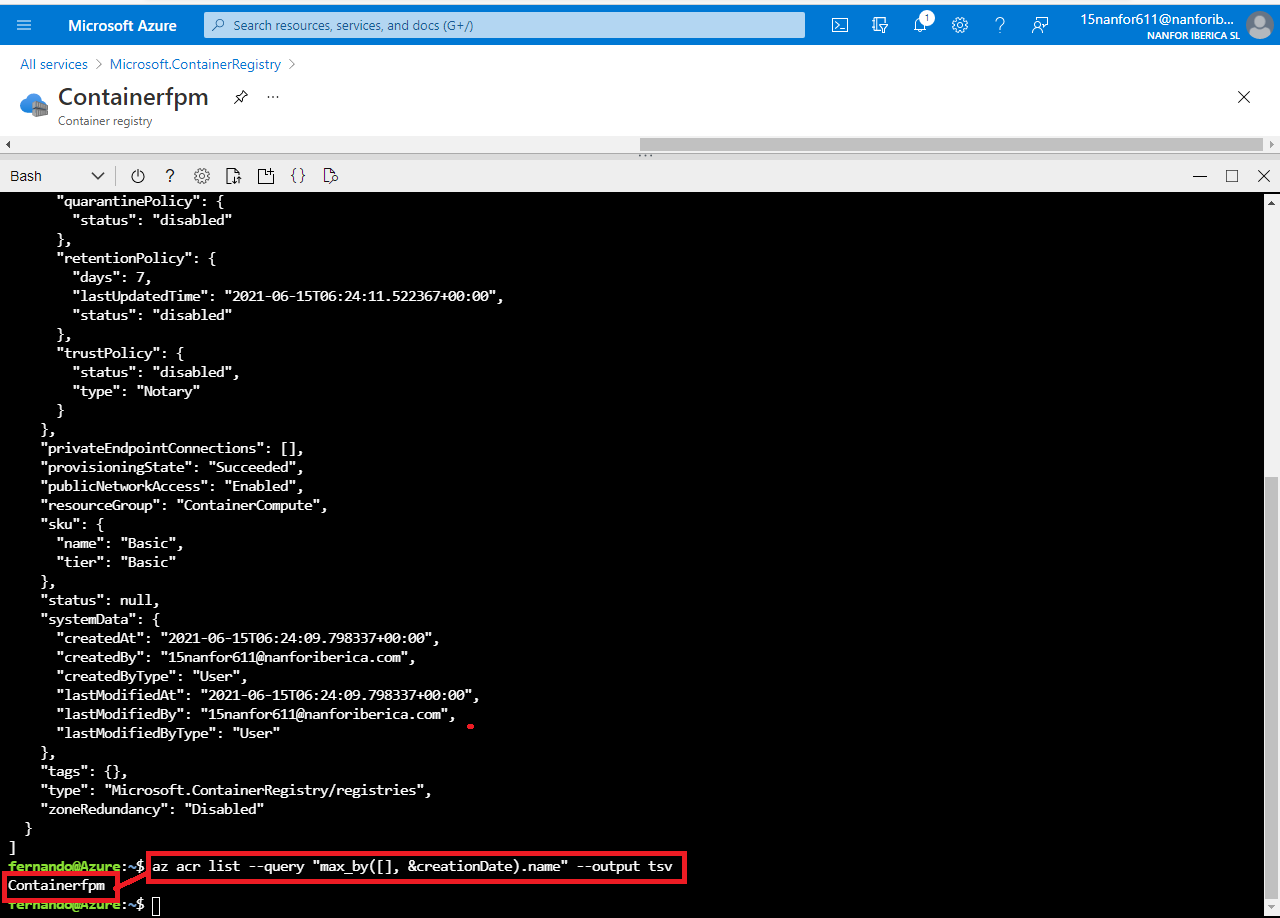 Microsoft Azure
Search resources, services, and docs (G+/)
1
15nanfor611@nanforib...
NANFOR IBERICA SL
All services > Microsoft.ContainerRegistry >
Containerfpm
...
Container registry
Bash
?
{}
"quarantinePolicy": {
"status": "disabled"
},
"retentionPolicy": {
"days": 7,
"lastUpdatedTime": "2021-06-15T06:24:11.522367+00:00",
"status": "disabled"
},
"trustPolicy": {
"status": "disabled",
"type": "Notary"
}
},
"privateEndpointConnections": [],
"provisioningState": "Succeeded",
"publicNetworkAccess": "Enabled",
"resourceGroup": "ContainerCompute",
"sku": {
"name": "Basic",
"tier": "Basic"
},
"status": null,
"systemData": {
"createdAt": "2021-06-15T06:24:09.798337+00:00",
"createdBy": "15nanfor611@nanforiberica.com",
"createdByType": "User",
"lastModifiedAt": "2021-06-15T06:24:09.798337+00:00",
"lastModifiedBy": "15nanfor611@nanforiberica.com",
"lastModifiedByType": "User"
},
"tags": {},
"type": "Microsoft.ContainerRegistry/registries",
"zoneRedundancy": "Disabled"
}
]
fernando@Azure:~$ az acr list --query "max_by([], &creationDate).name" --output tsv
Containerfpm
fernando@Azure:~$